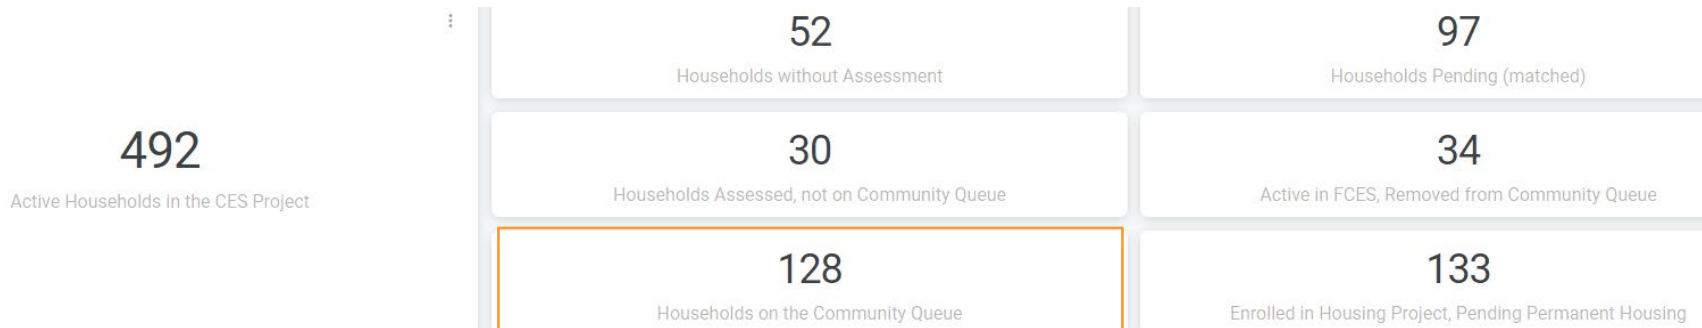 492
Active Households in the CES Project
52
Households without Assessment
97
Households Pending (matched)
30
Households Assessed, not on Community Queue
34
Active in FCES, Removed from Community Queue
128
Households on the Community Queue
133
Enrolled in Housing Project, Pending Permanent Housing